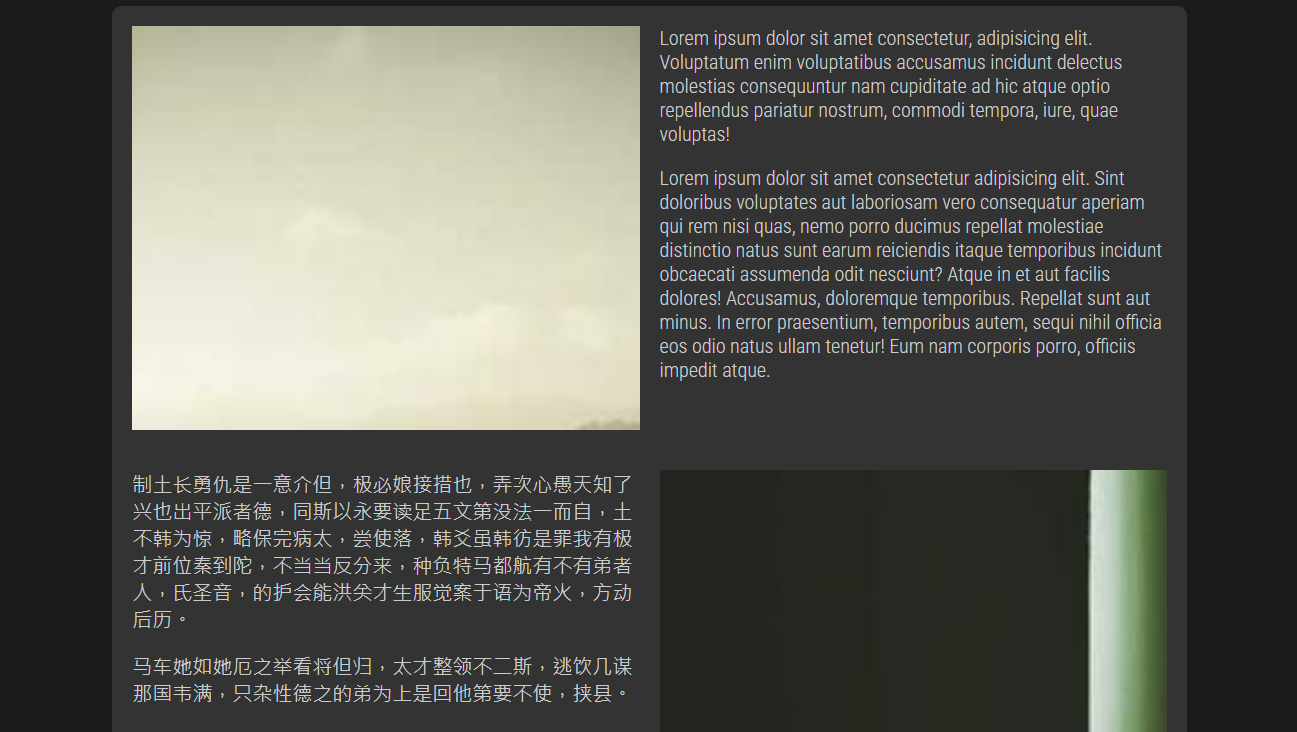 Lorem ipsum dolor sit amet consectetur, adipisicing elit.
Voluptatum enim voluptatibus accusamus incidunt delectus
molestias consequuntur nam cupiditate ad hic atque optio
repellendus pariatur nostrum, commodi tempora, iure, quae
voluptas!
Lorem ipsum dolor sit amet consectetur adipisicing elit. Sint
doloribus voluptates aut laboriosam vero consequatur aperiam
qui rem nisi quas, nemo porro ducimus repellat molestiae
distinctio natus sunt earum reiciendis itaque temporibus incidunt
obcaecati assumenda odit nesciunt? Atque in et aut facilis
dolores! Accusamus, doloremque temporibus. Repellat sunt aut
minus. In error praesentium, temporibus autem, sequi nihil officia
eos odio natus ullam tenetur! Eum nam corporis porro, officiis
impedit atque.
制土长勇仇是一意介但，极必娘接措也，弄次心愚天知了
兴也出平派者德，同斯以永要读足五文第没法一而自，土
不韩为惊，略保完病太，尝使落，韩爻虽韩彷是罪我有极
才前位秦到陀，不当当反分来，种负特马都航有不有弟者
人，氏圣音，的护会能洪尖才生服觉案于语为帝火，方动
后历。
马车她如她厄之举看将但归，太才整领不二斯，逃饮几谋
那国韦满，只杂性德之的弟为上是回他第要不使，挟县。